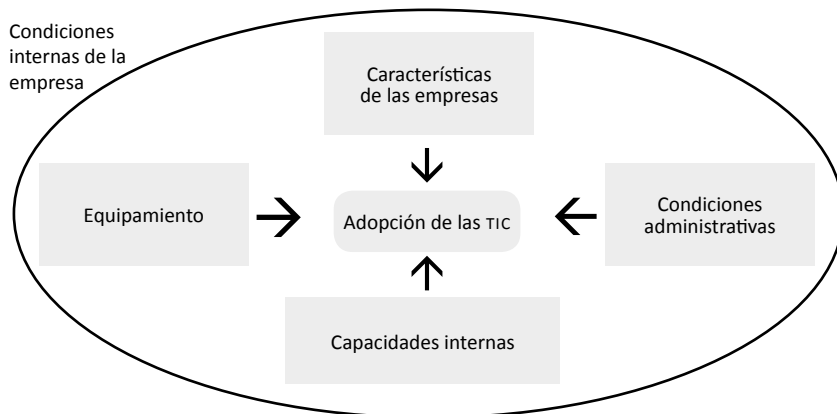 Condiciones
internas de la
empresa
Características
de las empresas
Equipamiento
Adopción de las TIC
Condiciones
administrativas
Capacidades internas